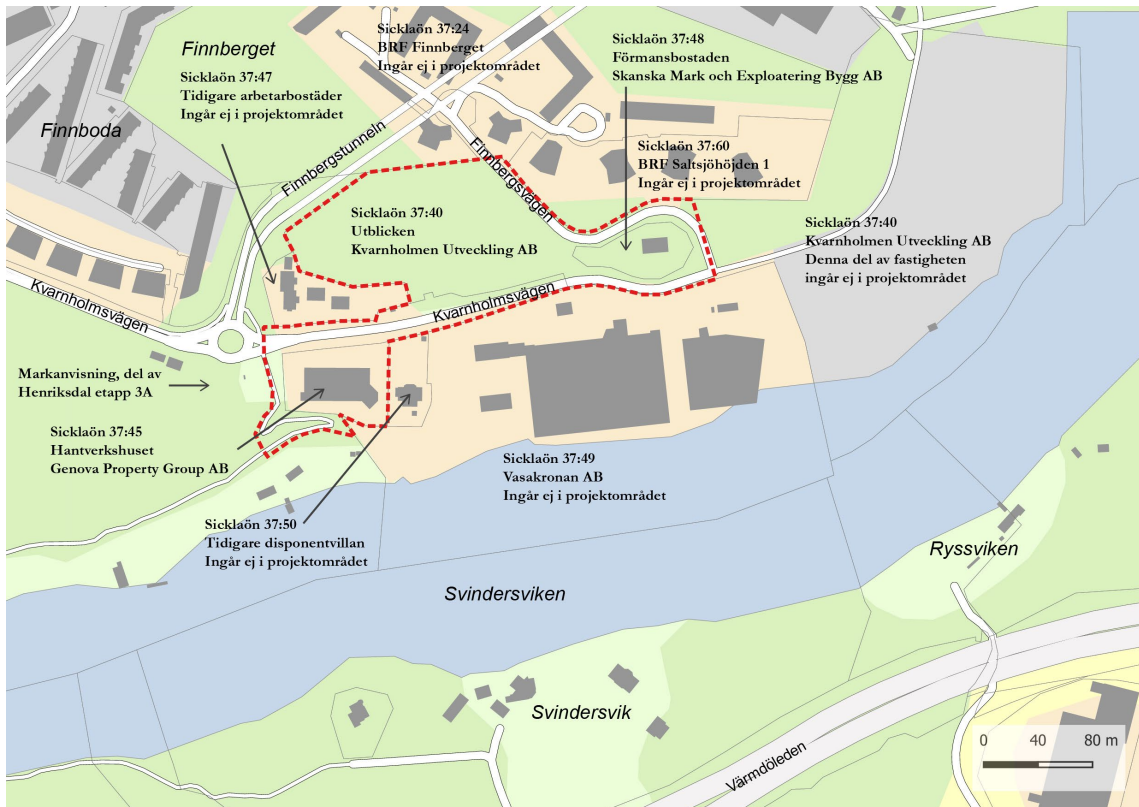 Sicklaön 37:24
BRF Finnberget
Ingår ej i projektområdet
Sicklaön 37:48
Förmansbostaden
Skanska Mark och Exploatering Bygg AB
Finnberget
Sicklaön 37:47
Tidigare arbetarbostäder
Ingår ej i projektområdet
Finnboda
Finnbergstunneln
Finnbergsvägen
Sicklaön 37:60
BRF Saltsjöhöjden 1
Ingår ej i projektområdet
Sicklaön 37:40
Utblicken
Kvarnholmen Utveckling AB
Sicklaön 37:40
Kvarnholmen Utveckling AB
Denna del av fastigheten
ingår ej i projektområdet
Kvarnholmsvägen
Kvarnholmsvägen
Markanvisning, del av
Henriksdal etapp 3A
Sicklaön 37:45
Hantverkshuset
Genova Property Group AB
Sicklaön 37:49
Vasakronan AB
Ingår ej i projektområdet
Sicklaön 37:50
Tidigare disponentvillan
Ingår ej i projektområdet
Ryssviken
Svindersviken
Svindersvik
Värmdöleden
0 40 80 m